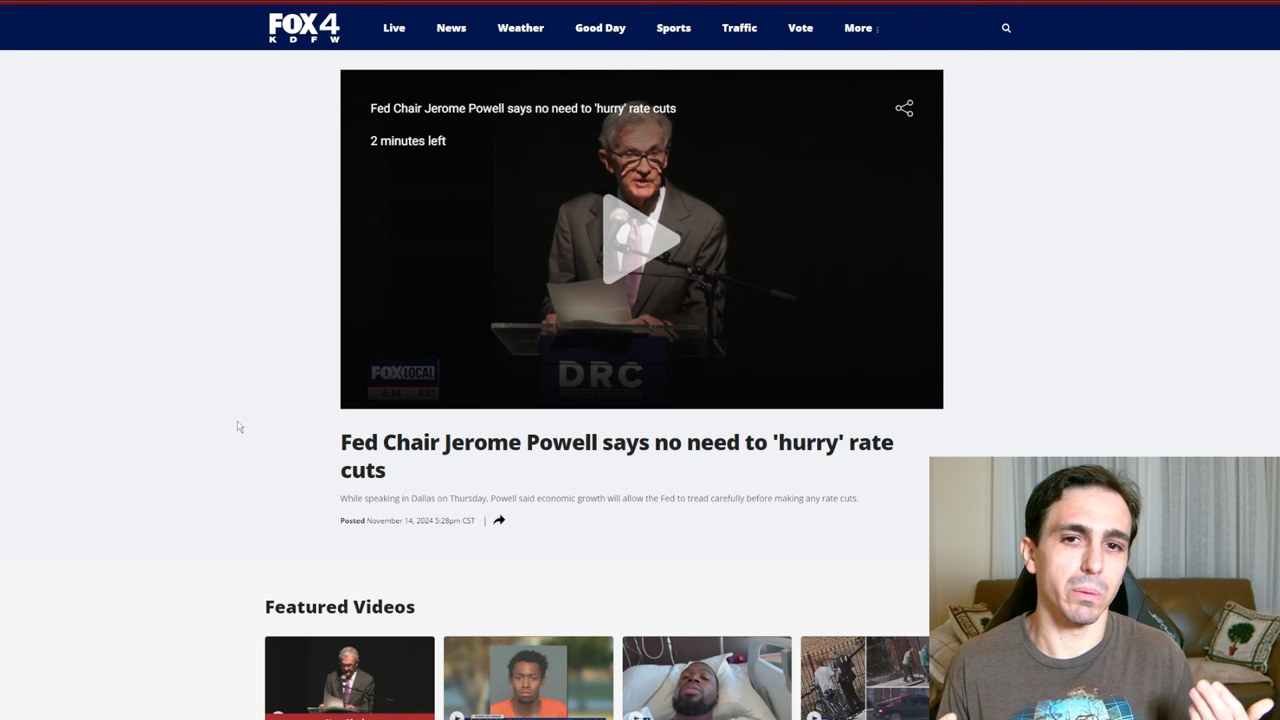 FOX 4
KDFW
Live
News
Weather
Good Day
Sports
Traffic
Vote
More
Fed Chair Jerome Powell says no need to 'hurry' rate cuts
2 minutes left
FOX LOCAL
DRC
Fed Chair Jerome Powell says no need to 'hurry' rate
cuts
While speaking in Dallas on Thursday, Powell said economic growth will allow the Fed to tread carefully before making any rate cuts.
Posted November 14, 2024 5:28pm CST
Featured Videos